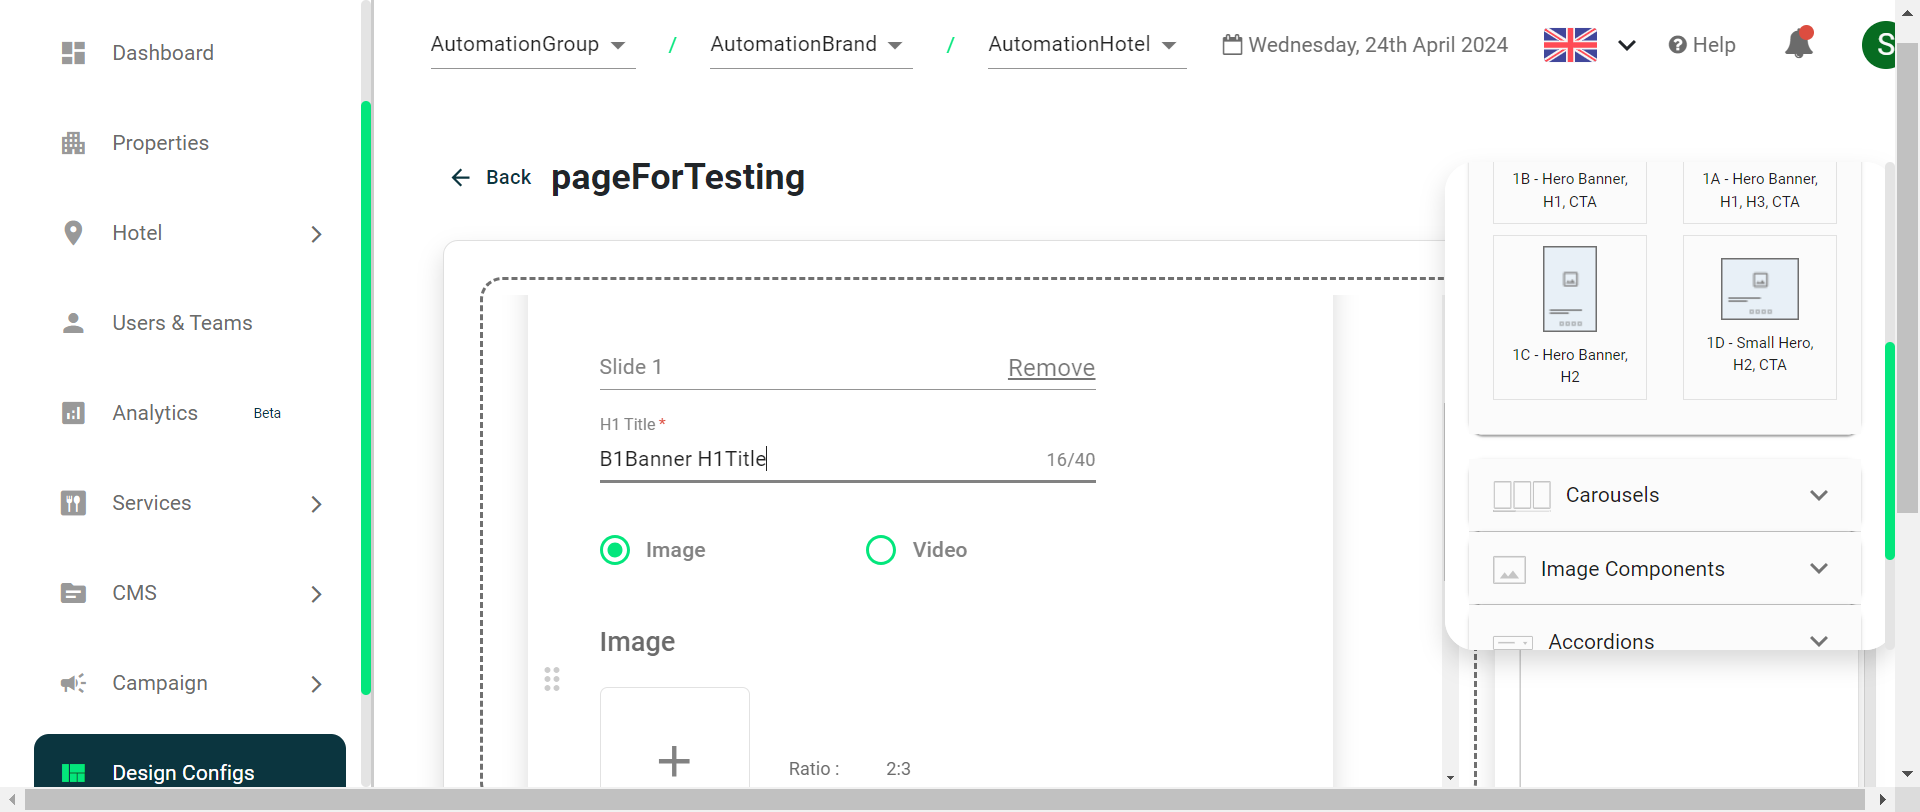 Dashboard
Properties
Hotel
Users & Teams
Analytics Beta
Services
CMS
Campaign
Design Configs
AutomationGroup / AutomationBrand / AutomationHotel Wednesday, 24th April 2024 Help S
Back pageForTesting
Slide 1 Remove
H1 Title *
B1Banner H1Title 16/40
Image Video
Image
Ratio : 2:3
1B - Hero Banner,
H1, CTA
1A - Hero Banner,
H1, H3, CTA
1C - Hero Banner,
H2
1D - Small Hero,
H2, CTA
Carousels
Image Components
Accordions